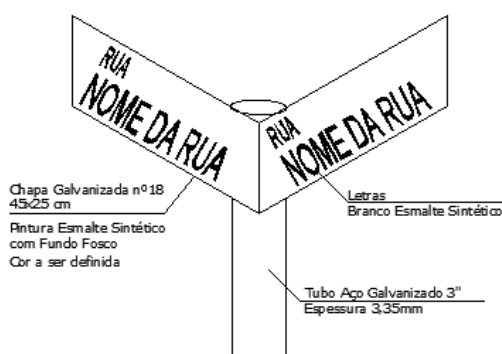 RUA
NOME DA RUA
RUA
NOME DA RUA
Chapa Galvanizada nº18
45x25 cm
Pintura Esmalte Sintético
com Fundo Fosco
Cor a ser definida
Letras
Branco Esmalte Sintético
Tubo Aço Galvanizado 3"
Espessura 3,35mm